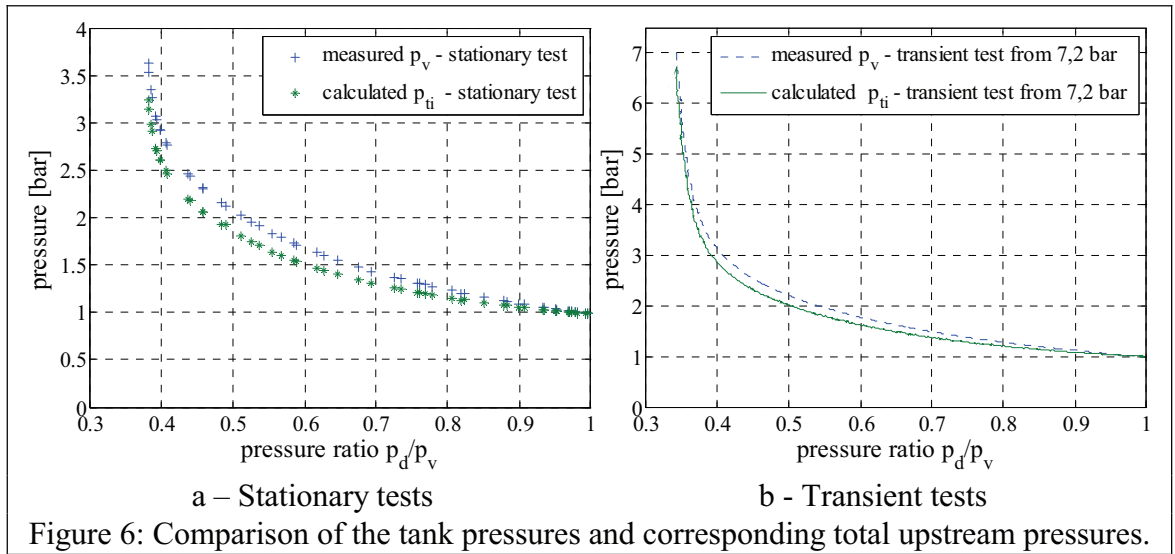 4
3.5
3
2.5
2
1.5
1
0.5
0
0.3 0.4 0.5 0.6 0.7 0.8 0.9 1
pressure [bar]
pressure ratio p_d/p_v
measured p_v - stationary test
calculated p_ti - stationary test
a – Stationary tests
7
6
5
4
3
2
1
0
0.3 0.4 0.5 0.6 0.7 0.8 0.9 1
pressure [bar]
pressure ratio p_d/p_v
measured p_v - transient test from 7,2 bar
calculated p_ti - transient test from 7,2 bar
b - Transient tests
Figure 6: Comparison of the tank pressures and corresponding total upstream pressures.